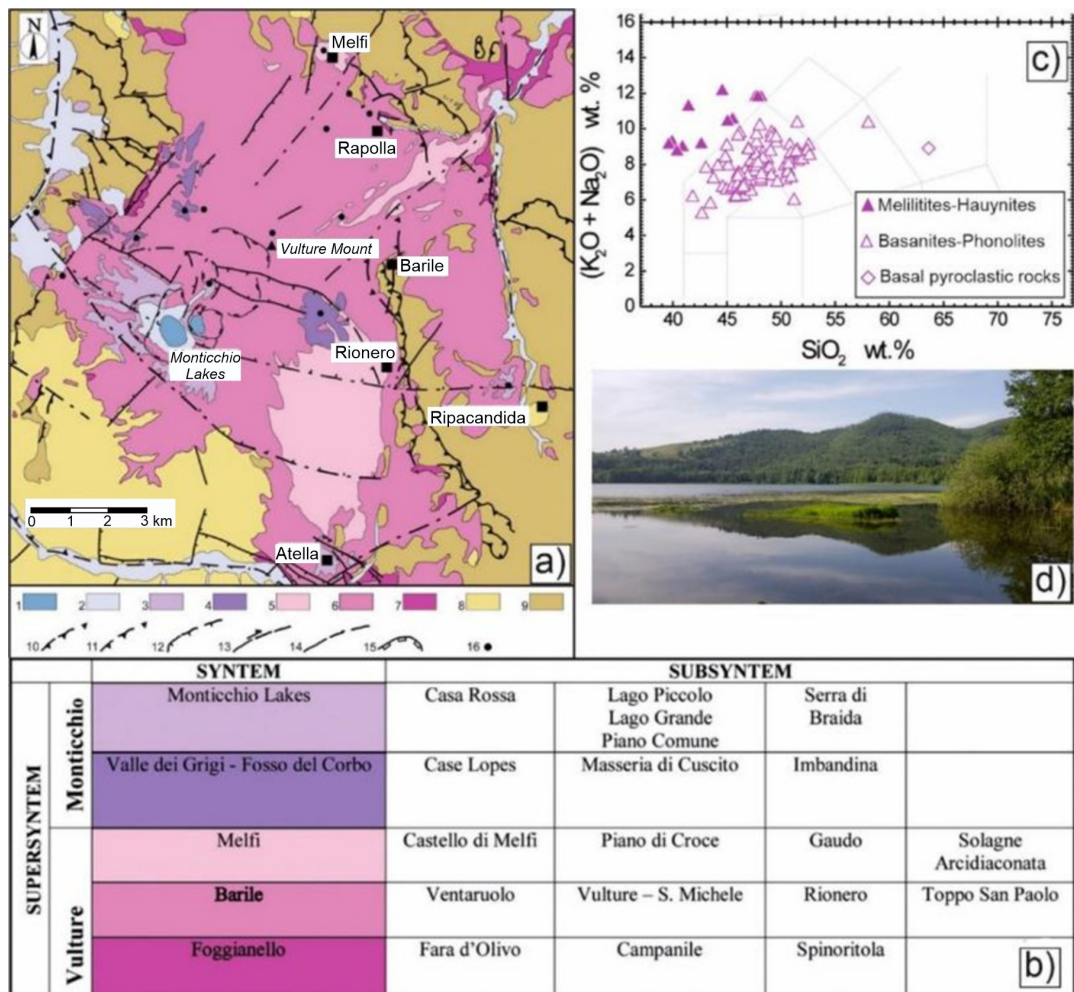 a)
N
Melfi
Rapolla
Vulture Mount
Barile
Monticchio
Lakes
Rionero
Ripacandida
0 1 2 3 km
Atella
1 2 3 4 5 6 7 8 9
10 11 12 13 14 15 16
c)
(K2O + Na2O) wt. %
16
14
12
10
8
6
4
2
0
40 45 50 55 60 65 70 75
SiO2 wt.%
Melilitites-Hauynites
Basanites-Phonolites
Basal pyroclastic rocks
d)
SYNTEM SUBSYNTEM
SUPERSYNTEM
Monticchio
Monticchio Lakes Casa Rossa Lago Piccolo Serra di
Lago Grande Braida
Piano Comune
Valle dei Grigi - Fosso del Corbo Case Lopes Masseria di Cuscito Imbandina
Vulture
Melfi Castello di Melfi Piano di Croce Gaudo Solagne
Arcidiaconata
Barile Ventaruolo Vulture – S. Michele Rionero Toppo San Paolo
Foggianello Fara d'Olivo Campanile Spinoritola
b)